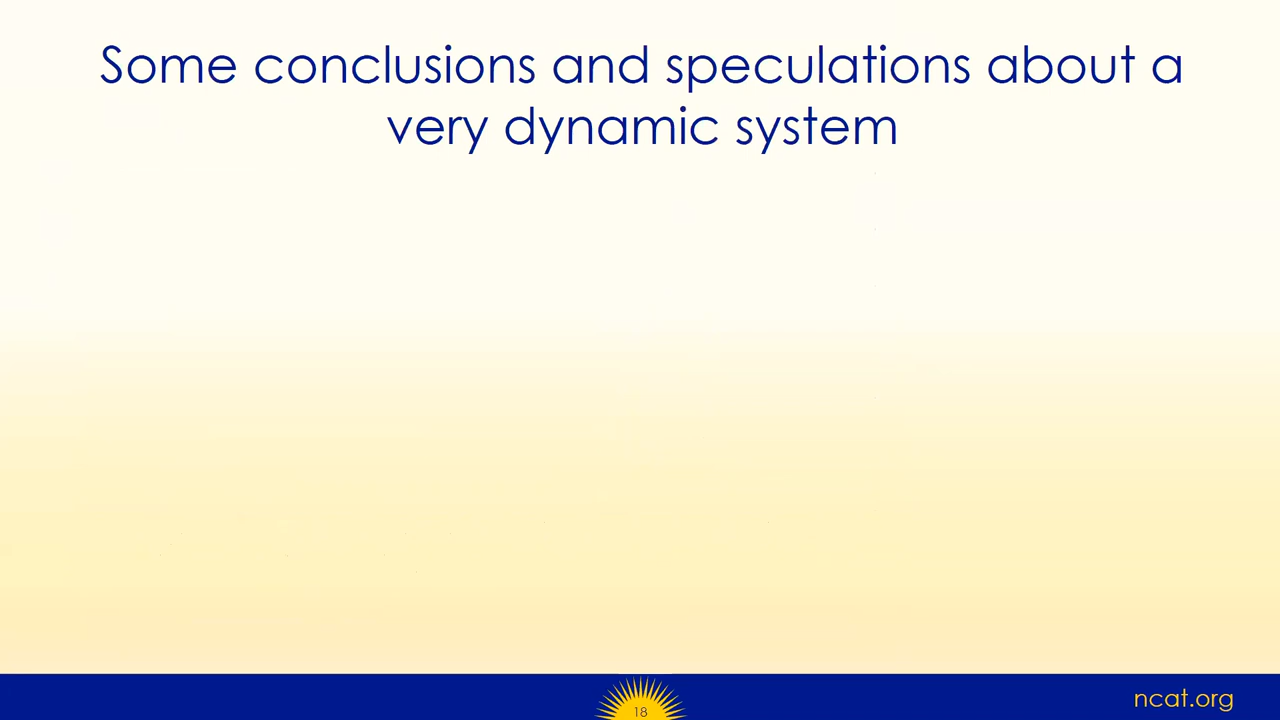 Some conclusions and speculations about a
very dynamic system
18
ncat.org